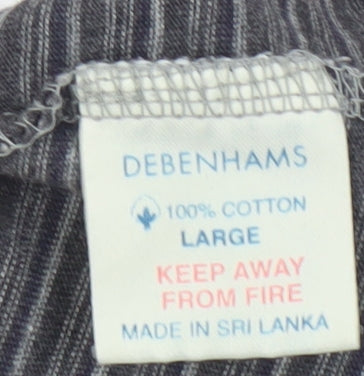 DEBENHAMS
100% COTTON
LARGE
KEEP AWAY
FROM FIRE
MADE IN SRI LANKA